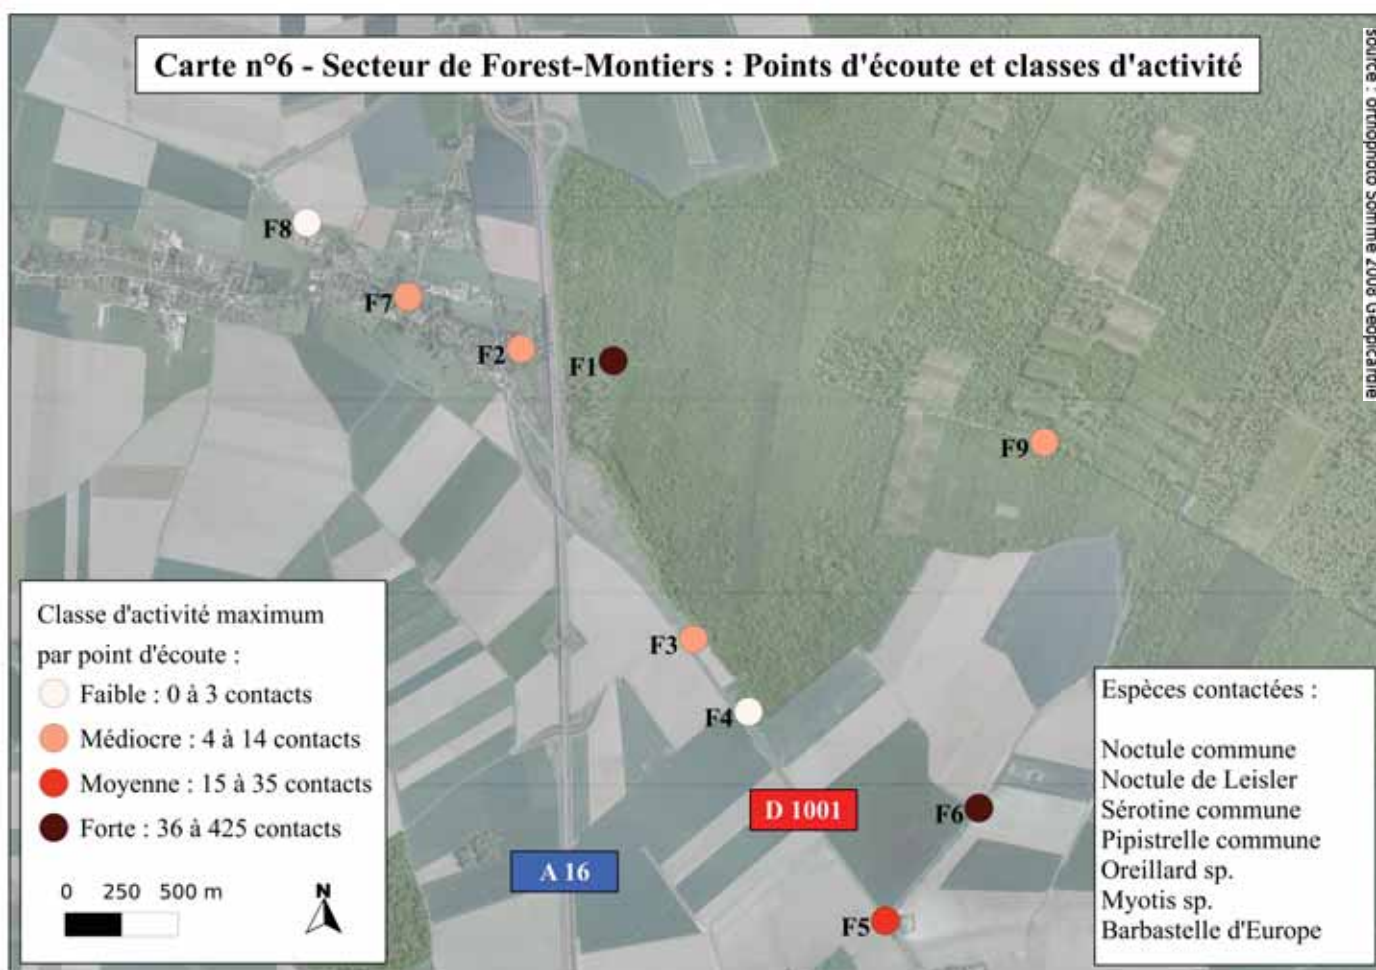 Carte n°6 - Secteur de Forest-Montiers : Points d'écoute et classes d'activité
source : orthophoto Somme 2008 Géopicardie
F8
F7
F2
F1
F9
F3
F4
F6
F5
D 1001
A 16
Classe d'activité maximum
par point d'écoute :
Faible : 0 à 3 contacts
Médiocre : 4 à 14 contacts
Moyenne : 15 à 35 contacts
Forte : 36 à 425 contacts
0 250 500 m
N
Espèces contactées :
Noctule commune
Noctule de Leisler
Sérotine commune
Pipistrelle commune
Oreillard sp.
Myotis sp.
Barbastelle d'Europe